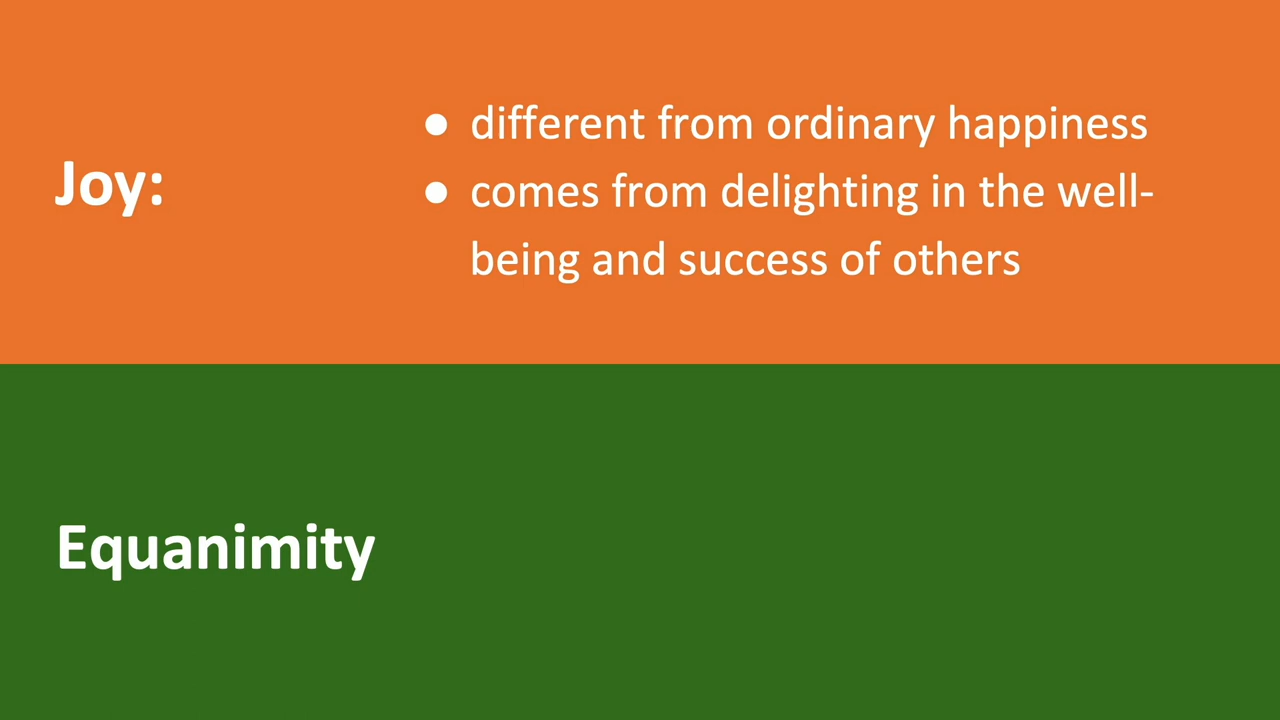 Joy:
● different from ordinary happiness
● comes from delighting in the well-
being and success of others
Equanimity